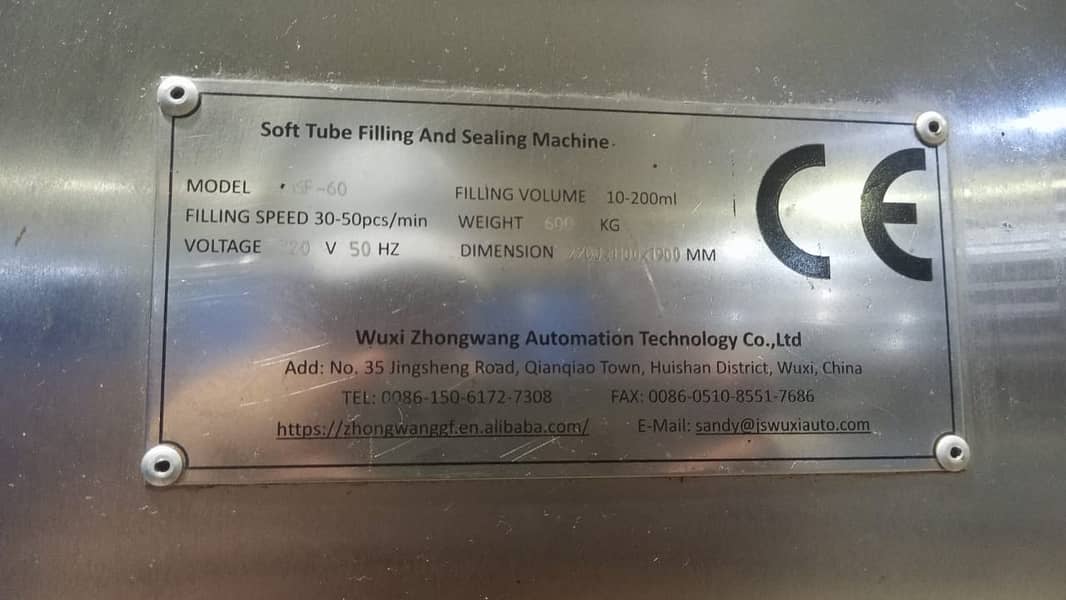 Soft Tube Filling And Sealing Machine
MODEL -60 FILLING VOLUME 10-200ml
FILLING SPEED 30-50pcs/min WEIGHT 600 KG
VOLTAGE V 50 HZ DIMENSION MM
CE
Wuxi Zhongwang Automation Technology Co.,Ltd
Add: No. 35 Jingsheng Road, Qianqiao Town, Huishan District, Wuxi, China
TEL: 0086-150-6172-7308 FAX: 0086-0510-8551-7686
https://zhongwanggf.en.alibaba.com/ E-Mail: sandy@jswuxiauto.com